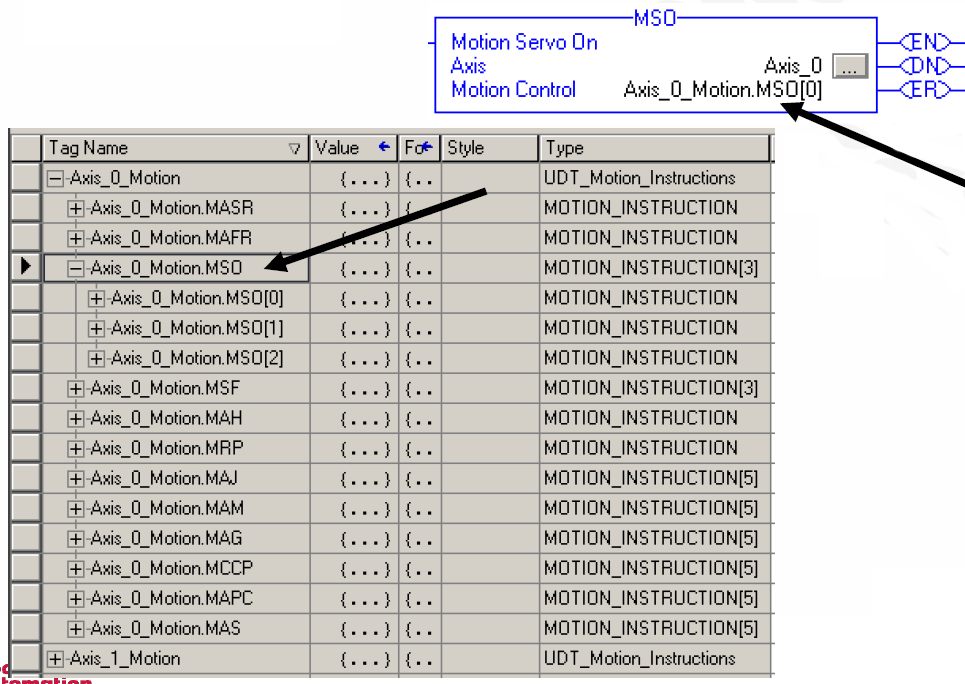 MSO
Motion Servo On
Axis Axis_0 ...
Motion Control Axis_0_Motion.MSO[0]
EN
DN
ER
Tag Name Value Style Type
Axis_0_Motion {...} {.. UDT_Motion_Instructions
Axis_0_Motion.MASR {...} {.. MOTION_INSTRUCTION
Axis_0_Motion.MAFR {...} {.. MOTION_INSTRUCTION
Axis_0_Motion.MSO {...} {.. MOTION_INSTRUCTION[3]
Axis_0_Motion.MSO[0] {...} {.. MOTION_INSTRUCTION
Axis_0_Motion.MSO[1] {...} {.. MOTION_INSTRUCTION
Axis_0_Motion.MSO[2] {...} {.. MOTION_INSTRUCTION
Axis_0_Motion.MSF {...} {.. MOTION_INSTRUCTION[3]
Axis_0_Motion.MAH {...} {.. MOTION_INSTRUCTION
Axis_0_Motion.MRP {...} {.. MOTION_INSTRUCTION
Axis_0_Motion.MAJ {...} {.. MOTION_INSTRUCTION[5]
Axis_0_Motion.MAM {...} {.. MOTION_INSTRUCTION[5]
Axis_0_Motion.MAG {...} {.. MOTION_INSTRUCTION[5]
Axis_0_Motion.MCCP {...} {.. MOTION_INSTRUCTION[5]
Axis_0_Motion.MAPC {...} {.. MOTION_INSTRUCTION[5]
Axis_0_Motion.MAS {...} {.. MOTION_INSTRUCTION[5]
Axis_1_Motion {...} {.. UDT_Motion_Instructions